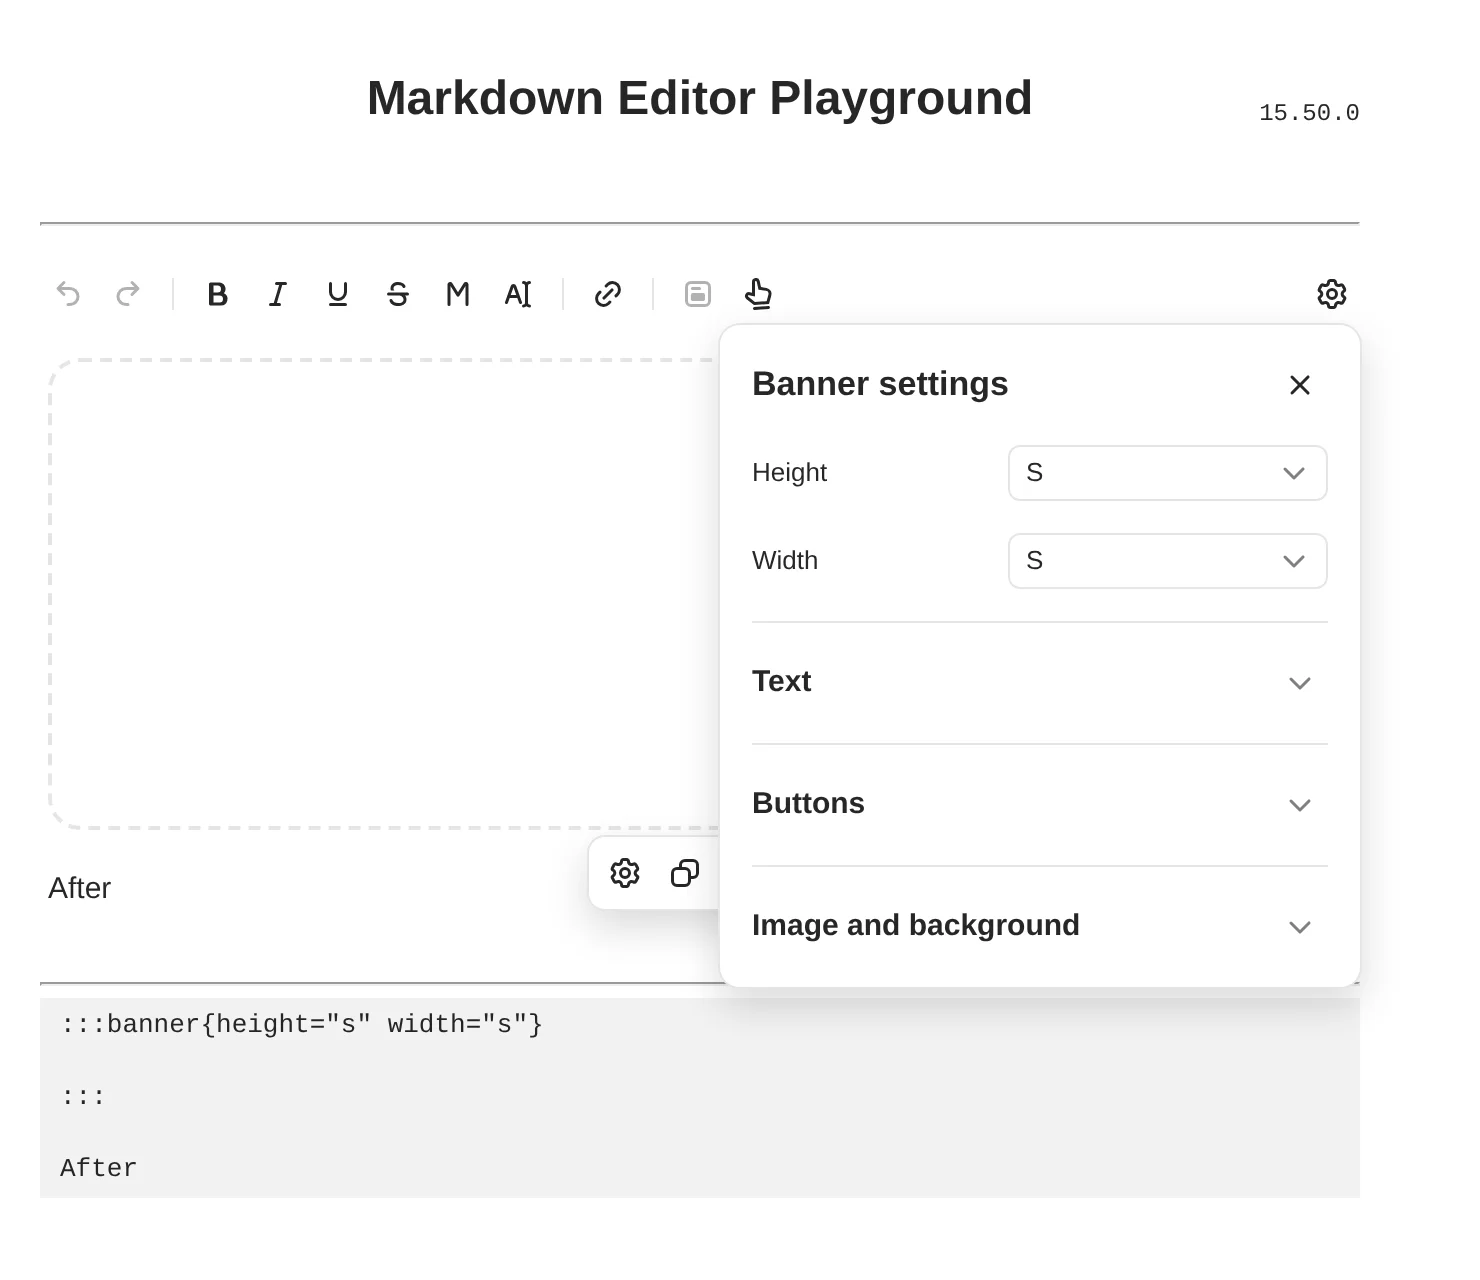 Markdown Editor Playground
15.50.0
Banner settings
Height
S
Width
S
Text
Buttons
Image and background
After
:::banner{height="s" width="s"}
:::
After